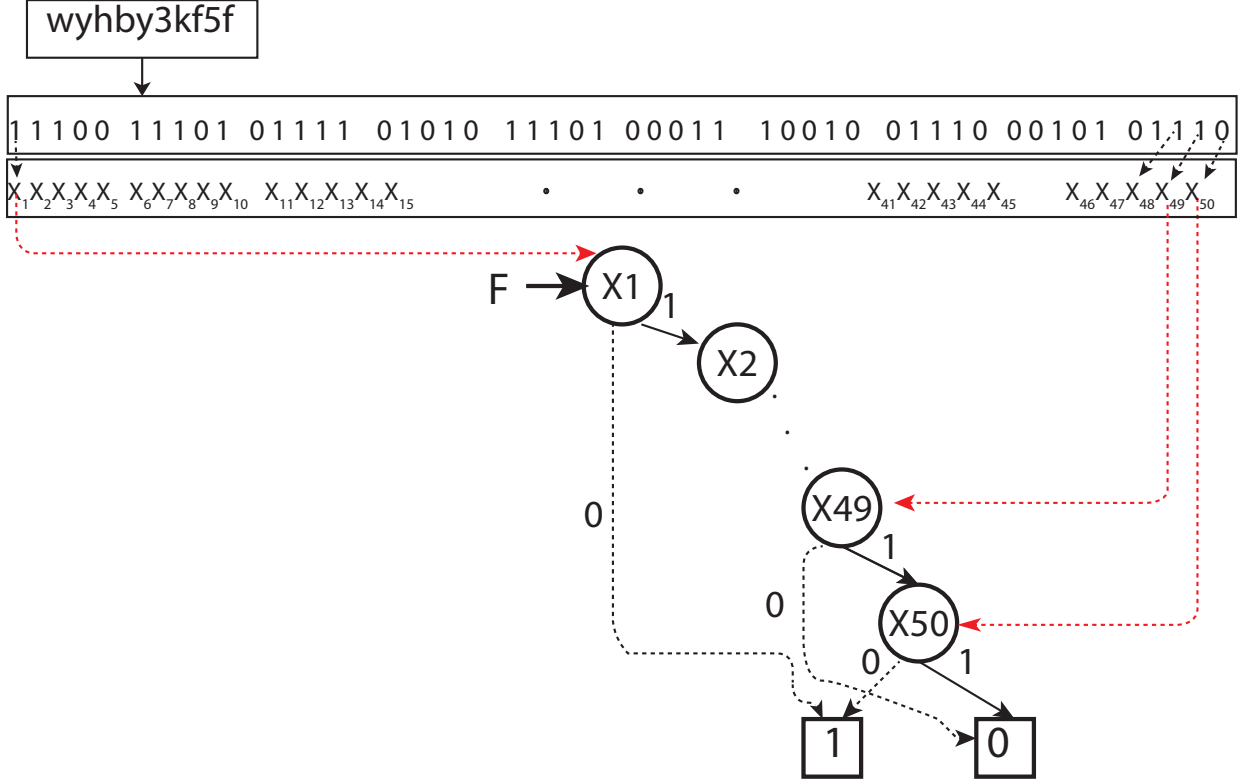 wyhby3kf5f
11100 11101 01111 01010 11101 00011 10010 01110 00101 01110
X1X2X3X4X5 X6X7X8X9X10 X11X12X13X14X15 . . . X41X42X43X44X45 X46X47X48X49X50
F X1 1
X2
0 X49 1
0 X50
0 1
1 0